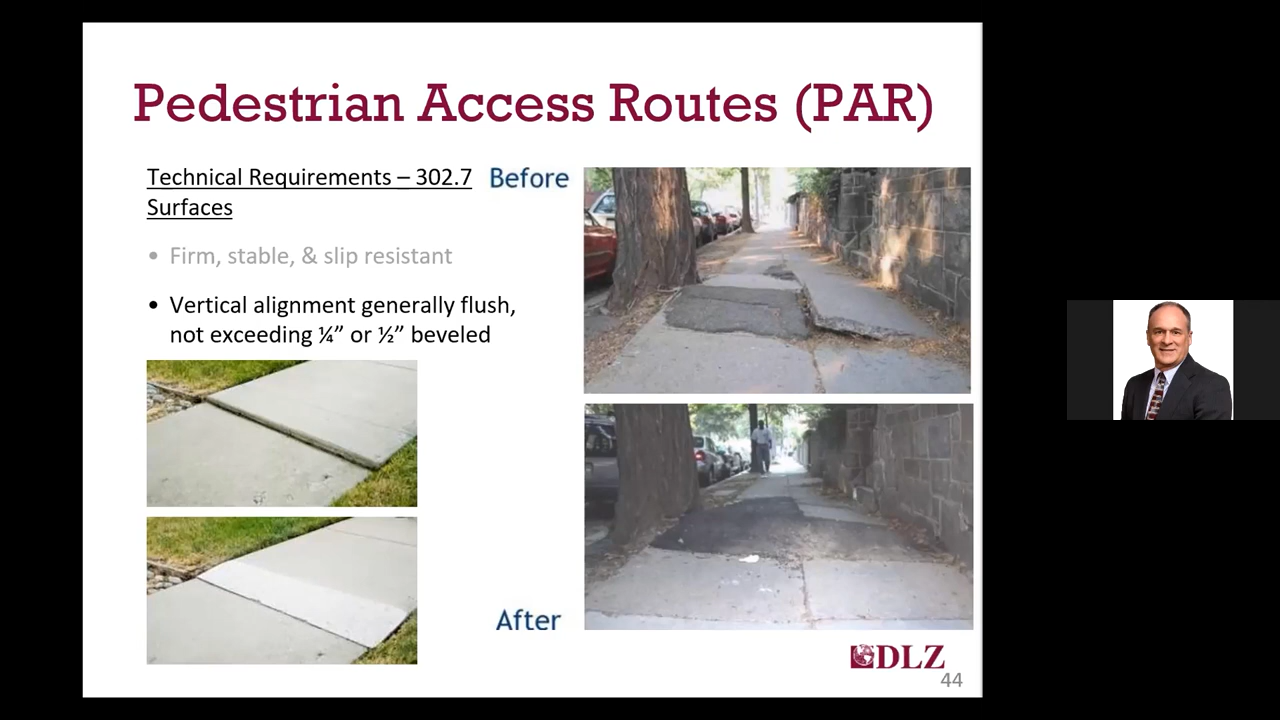 Pedestrian Access Routes (PAR)
Technical Requirements – 302.7
Surfaces
Before
• Firm, stable, & slip resistant
• Vertical alignment generally flush,
not exceeding ¼” or ½” beveled
After
DLZ
44